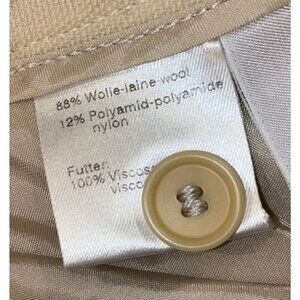 88% Wolle-laine-wool
12% Polyamid-polyamide
nylon
Futter:
100% Viscos
visco